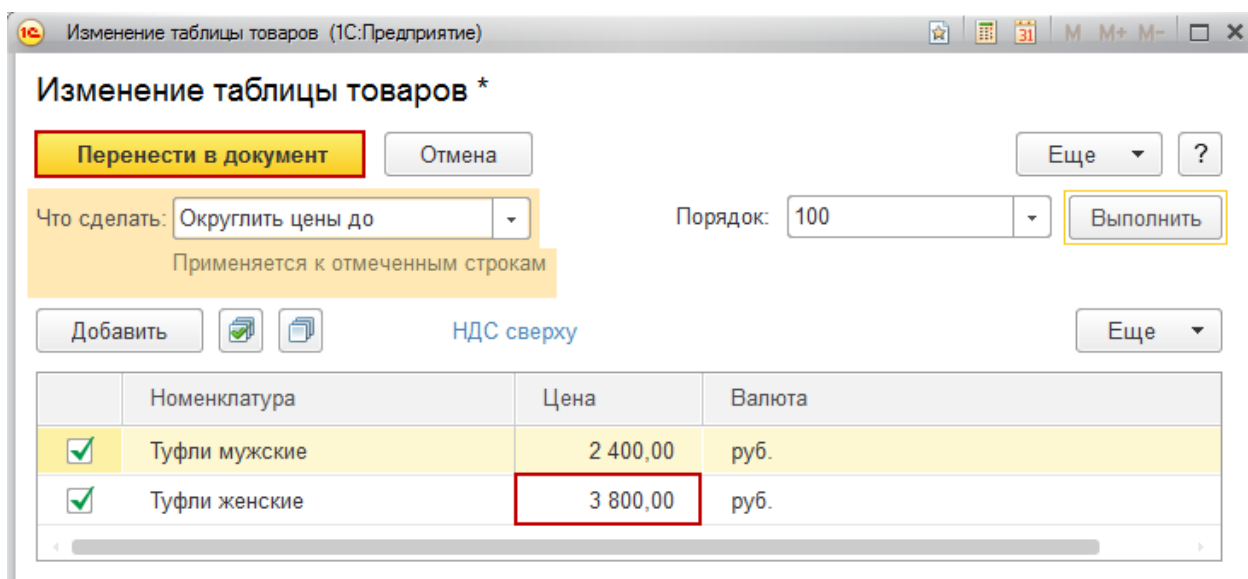 1С Изменение таблицы товаров (1С:Предприятие) 31 M M+ M-
Изменение таблицы товаров *
Перенести в документ Отмена Еще ?
Что сделать: Округлить цены до Порядок: 100 Выполнить
Применяется к отмеченным строкам
Добавить НДС сверху Еще
Номенклатура Цена Валюта
Туфли мужские 2 400,00 руб.
Туфли женские 3 800,00 руб.